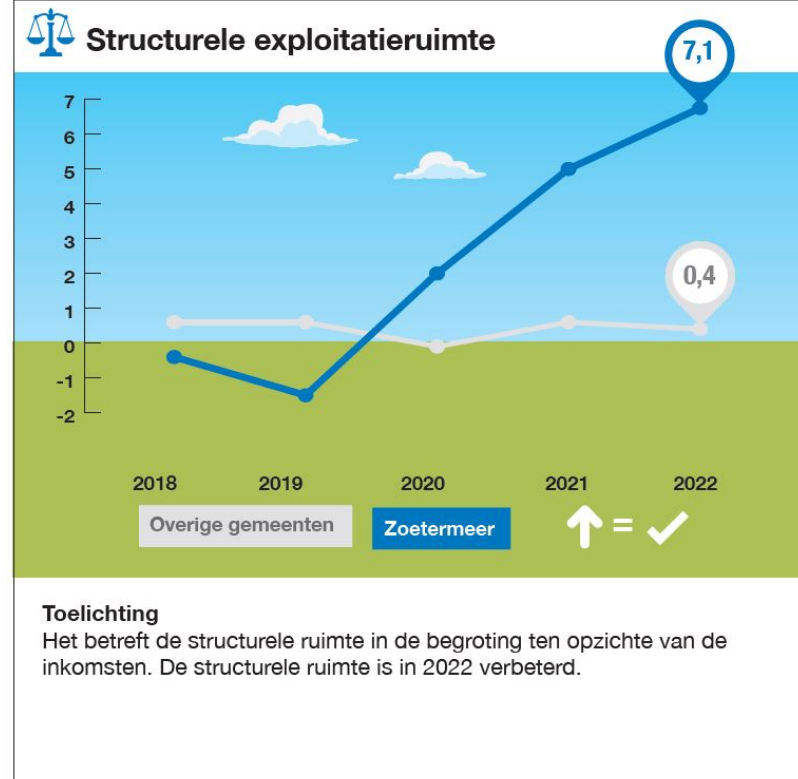 Structurele exploitatieruimte
7,1
7
6
5
4
3
2
1
0
-1
-2
0,4
2018 2019 2020 2021 2022
Overige gemeenten Zoetermeer =
Toelichting
Het betreft de structurele ruimte in de begroting ten opzichte van de
inkomsten. De structurele ruimte is in 2022 verbeterd.